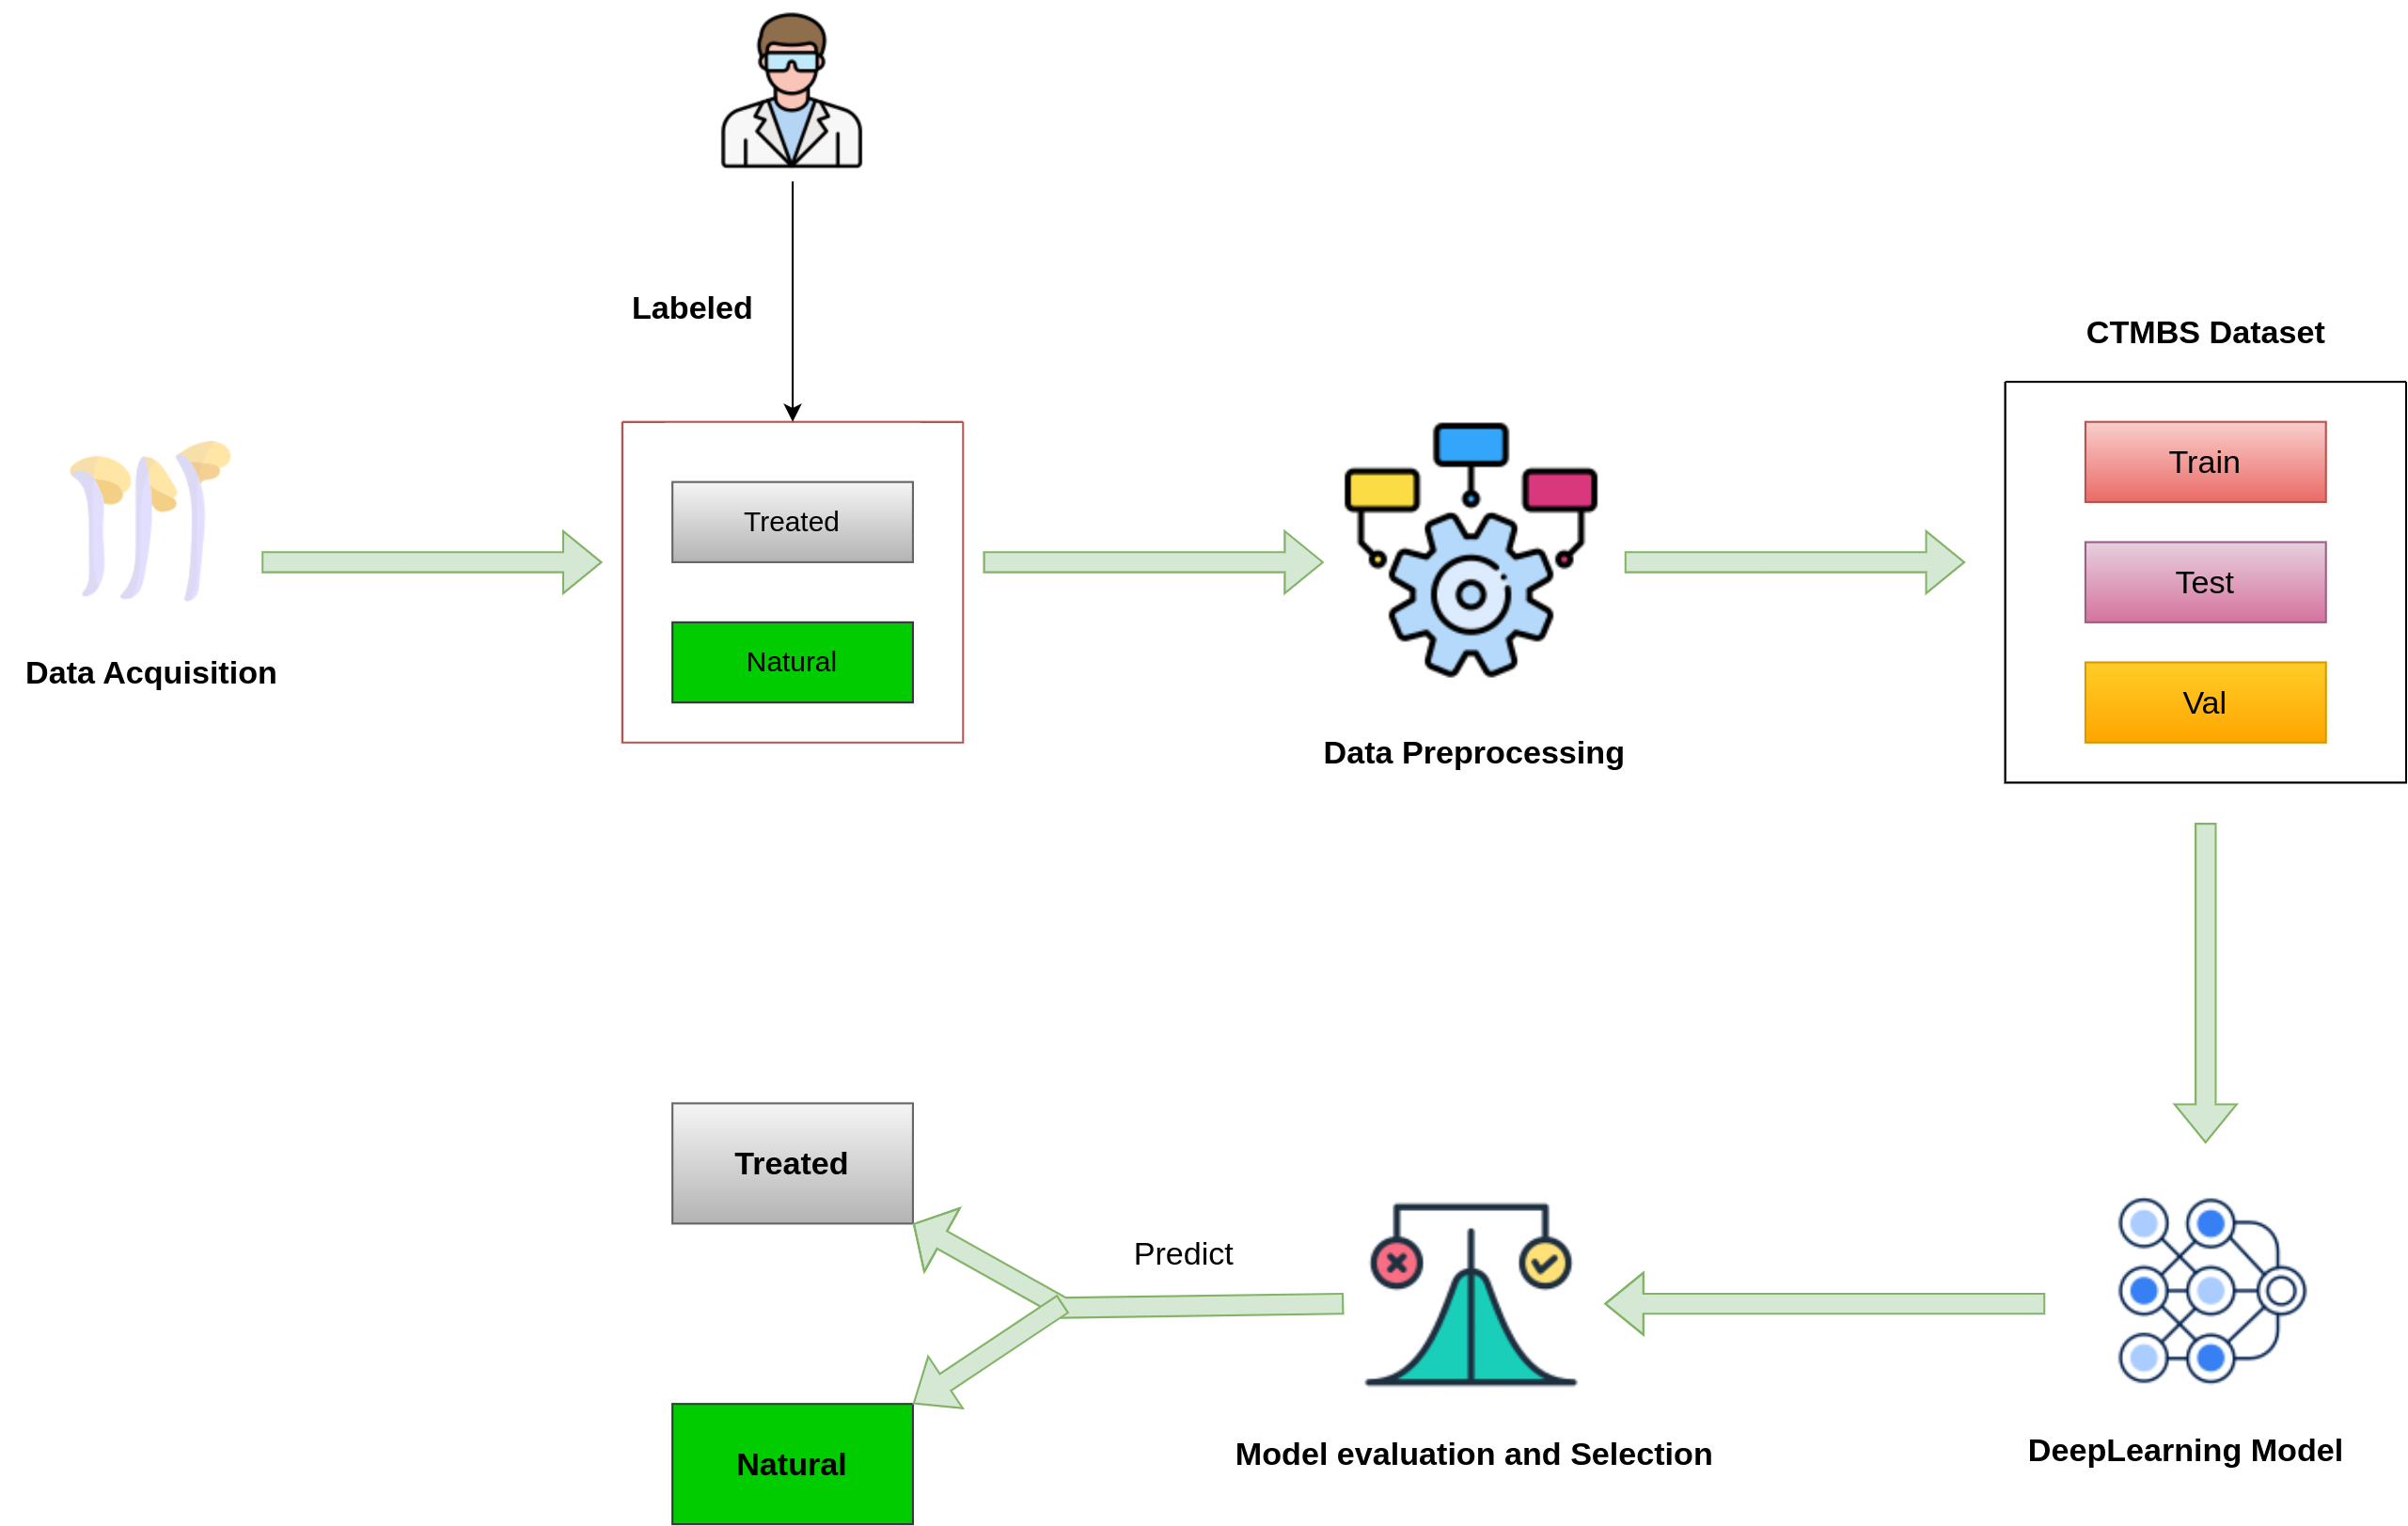 Labeled
CTMBS Dataset
Data Acquisition
Treated
Natural
Data Preprocessing
Train
Test
Val
Treated
Natural
Predict
Model evaluation and Selection
DeepLearning Model